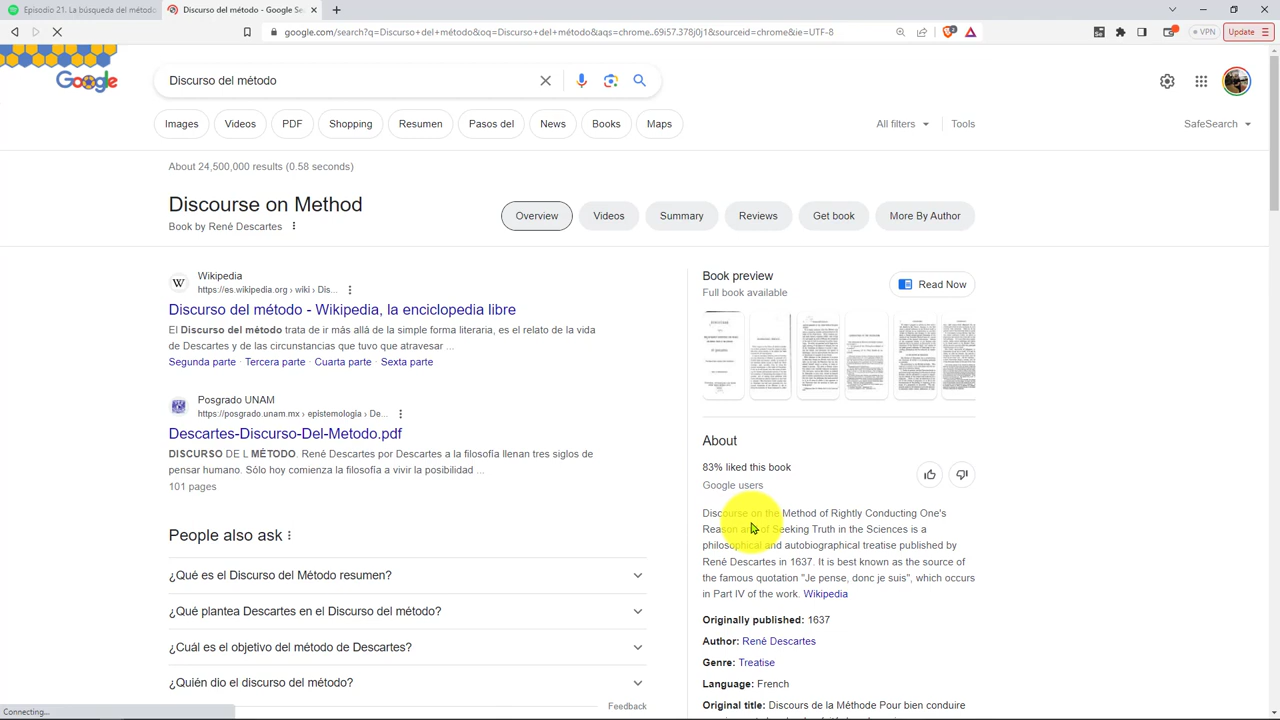 Episodio 21. La búsqueda del método
Discurso del método - Google Se
google.com/search?q=Discurso+del+método&oq=Discurso+del+método&aqs=chrome..69i57.378j0j1&sourceid=chrome&ie=UTF-8
VPN
Update
Google
Discurso del método
Images
Videos
PDF
Shopping
Resumen
Pasos del
News
Books
Maps
All filters
Tools
SafeSearch
About 24,500,000 results (0.58 seconds)
Discourse on Method
Book by René Descartes
Overview
Videos
Summary
Reviews
Get book
More By Author
Wikipedia
https://es.wikipedia.org › wiki › Dis...
Discurso del método - Wikipedia, la enciclopedia libre
El Discurso del método trata de ir más allá de la simple forma literaria, es el relato de la vida
de Descartes y las circunstancias que tuvo que atravesar ...
Segunda parte · Tercera parte · Cuarta parte · Sexta parte
Posgrado UNAM
https://posgrado.unam.mx › epistemologia › De...
Descartes-Discurso-Del-Metodo.pdf
DISCURSO DE L MÉTODO. René Descartes por Descartes a la filosofía llenan tres siglos de
pensar humano. Sólo hoy comienza la filosofía a vivir la posibilidad ...
101 pages
People also ask
¿Qué es el Discurso del Método resumen?
¿Qué plantea Descartes en el Discurso del método?
¿Cuál es el objetivo del método de Descartes?
¿Quién dio el discurso del método?
Feedback
Book preview
Full book available
Read Now
About
83% liked this book
Google users
Discourse on the Method of Rightly Conducting One's
Reason and of Seeking Truth in the Sciences is a
philosophical and autobiographical treatise published by
René Descartes in 1637. It is best known as the source of
the famous quotation "Je pense, donc je suis", which occurs
in Part IV of the work. Wikipedia
Originally published: 1637
Author: René Descartes
Genre: Treatise
Language: French
Original title: Discours de la Méthode Pour bien conduire
Connecting...